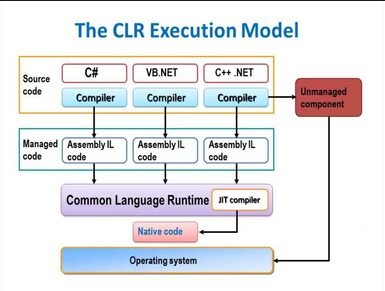 The CLR Execution Model
Source
code
C#
VB.NET
C++ .NET
Compiler
Compiler
Compiler
Unmanaged
component
Managed
code
Assembly IL
code
Assembly IL
code
Assembly IL
code
Common Language Runtime
JIT compiler
Native code
Operating system